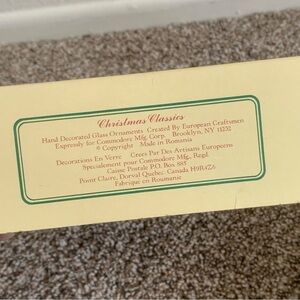 Christmas Classics
Hand Decorated Glass Ornaments Created By European Craftsmen
Expressly for Commodore Mfg. Corp. Brooklyn, NY 11232
© Copyright Made in Romania
Decorations En Verre Crees Par Des Artisans Europeens
Specialement pour Commodore Mfg., Regd.
Caisse Postale P.O. Box 885
Point Claire, Dorval Quebec. Canada H9R4Z6
Fabrique en Roumanie